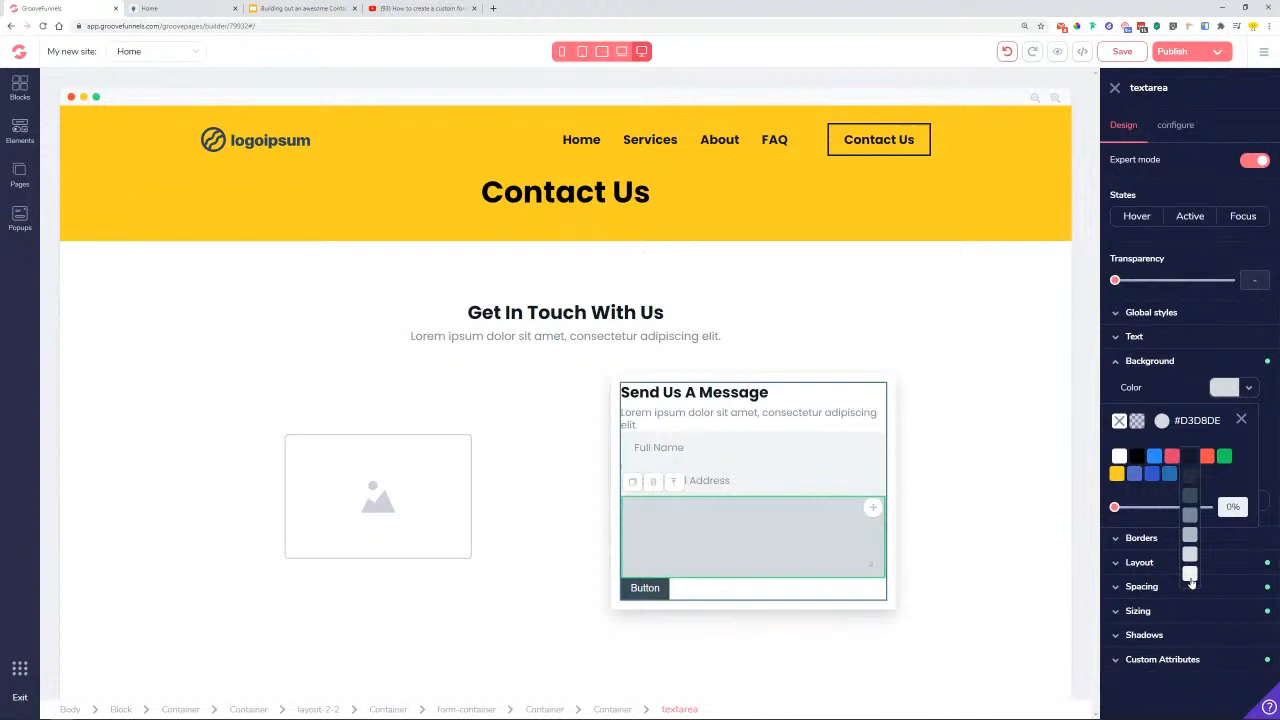 GrooveFunnels
Home
Building out an awesome Conta
(93) How to create a custom for
app.groovefunnels.com/groovepages/builder/79932#/
My new site:
Home
Save
Publish
Blocks
Elements
Pages
Popups
Exit
logoipsum
Home
Services
About
FAQ
Contact Us
Contact Us
Get In Touch With Us
Lorem ipsum dolor sit amet, consectetur adipiscing elit.
Send Us A Message
Lorem ipsum dolor sit amet, consectetur adipiscing
elit.
Full Name
l Address
Button
textarea
Design
configure
Expert mode
States
Hover
Active
Focus
Transparency
-
Global styles
Text
Background
Color
#D3D8DE
0%
Borders
Layout
Spacing
Sizing
Shadows
Custom Attributes
Body
Block
Container
Container
layout-2-2
Container
form-container
Container
Container
textarea